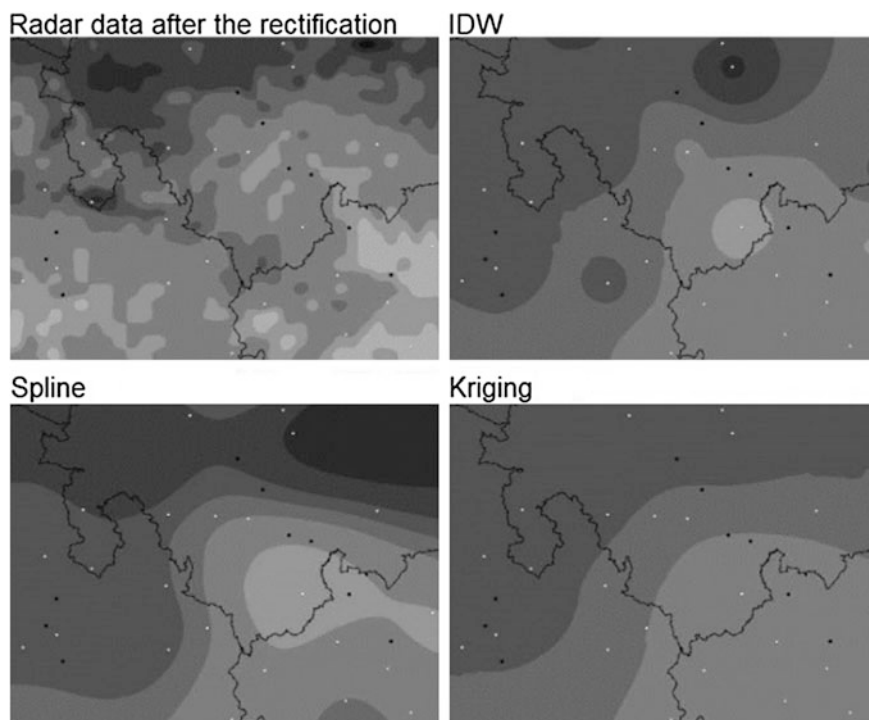 Radar data after the rectification
IDW
Spline
Kriging